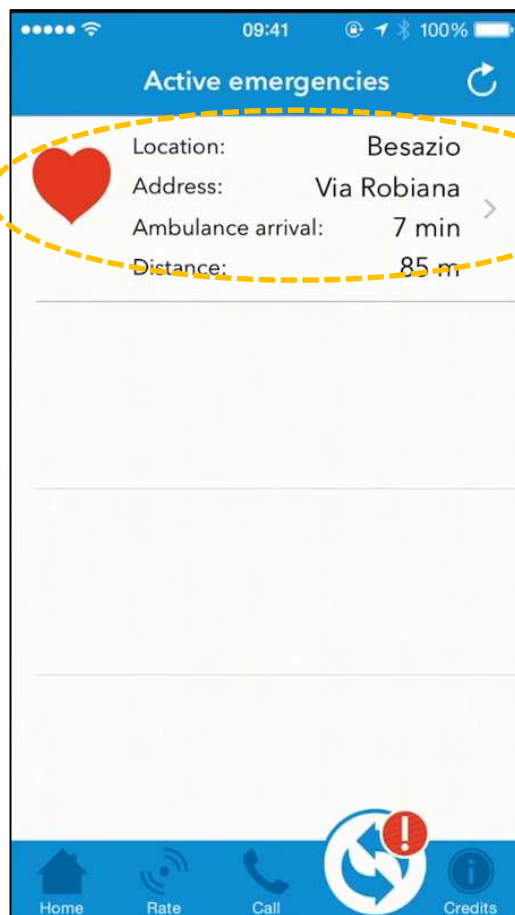 09:41 100%
Active emergencies
Location: Besazio
Address: Via Robiana
Ambulance arrival: 7 min
Distance: 85 m
!
Home Rate Call Credits